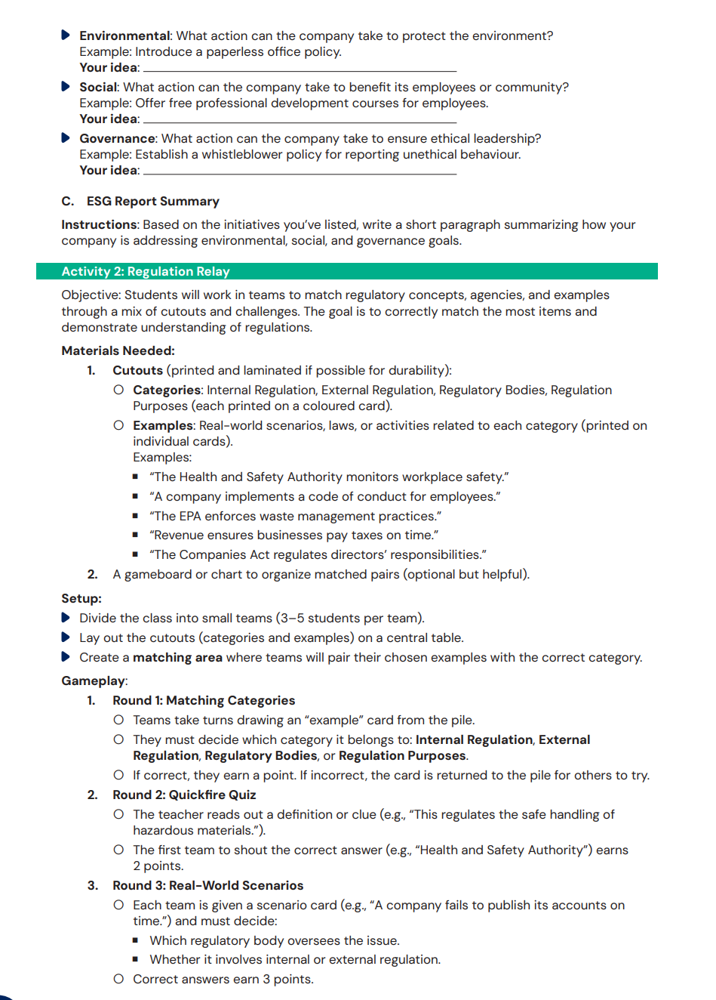 Environmental: What action can the company take to protect the environment?
Example: Introduce a paperless office policy.
Your idea:
Social: What action can the company take to benefit its employees or community?
Example: Offer free professional development courses for employees.
Your idea:
Governance: What action can the company take to ensure ethical leadership?
Example: Establish a whistleblower policy for reporting unethical behaviour.
Your idea:
C. ESG Report Summary
Instructions: Based on the initiatives you’ve listed, write a short paragraph summarizing how your
company is addressing environmental, social, and governance goals.
Activity 2: Regulation Relay
Objective: Students will work in teams to match regulatory concepts, agencies, and examples
through a mix of cutouts and challenges. The goal is to correctly match the most items and
demonstrate understanding of regulations.
Materials Needed:
1. Cutouts (printed and laminated if possible for durability):
Categories: Internal Regulation, External Regulation, Regulatory Bodies, Regulation
Purposes (each printed on a coloured card).
Examples: Real-world scenarios, laws, or activities related to each category (printed on
individual cards).
Examples:
“The Health and Safety Authority monitors workplace safety.”
“A company implements a code of conduct for employees.”
“The EPA enforces waste management practices.”
“Revenue ensures businesses pay taxes on time.”
“The Companies Act regulates directors’ responsibilities.”
2. A gameboard or chart to organize matched pairs (optional but helpful).
Setup:
Divide the class into small teams (3–5 students per team).
Lay out the cutouts (categories and examples) on a central table.
Create a matching area where teams will pair their chosen examples with the correct category.
Gameplay:
1. Round 1: Matching Categories
Teams take turns drawing an “example” card from the pile.
They must decide which category it belongs to: Internal Regulation, External
Regulation, Regulatory Bodies, or Regulation Purposes.
If correct, they earn a point. If incorrect, the card is returned to the pile for others to try.
2. Round 2: Quickfire Quiz
The teacher reads out a definition or clue (e.g., “This regulates the safe handling of
hazardous materials.”).
The first team to shout the correct answer (e.g., “Health and Safety Authority”) earns
2 points.
3. Round 3: Real-World Scenarios
Each team is given a scenario card (e.g., “A company fails to publish its accounts on
time.”) and must decide:
Which regulatory body oversees the issue.
Whether it involves internal or external regulation.
Correct answers earn 3 points.